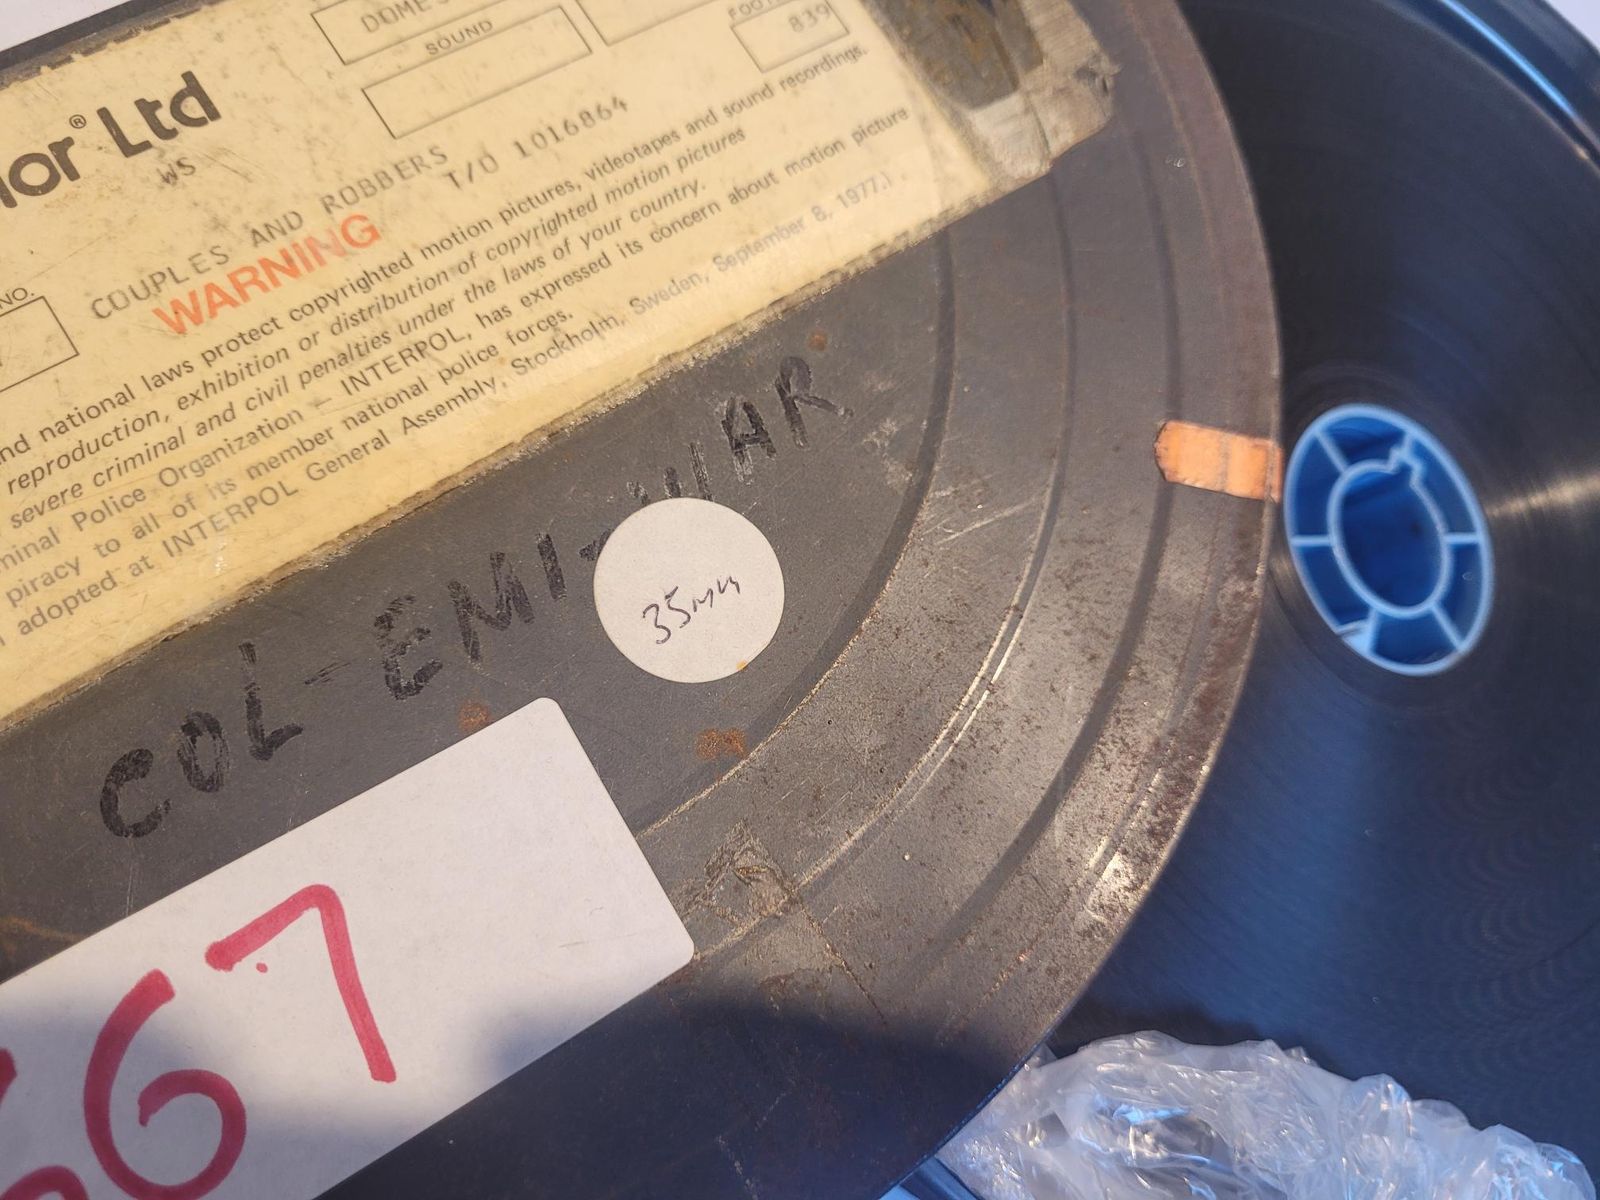 DOME
SOUND
839
lor® Ltd
WS
COUPLES AND ROBBERS
T/O 1016864
NO.
WARNING
nd national laws protect copyrighted motion pictures, videotapes and sound recordings.
reproduction, exhibition or distribution of copyrighted motion pictures
severe criminal and civil penalties under the laws of your country.
minal Police Organization — INTERPOL, has expressed its concern about motion picture
piracy to all of its member national police forces.
adopted at INTERPOL General Assembly, Stockholm, Sweden, September 8, 1977.)
COL-EMI-WAR
35mm
67